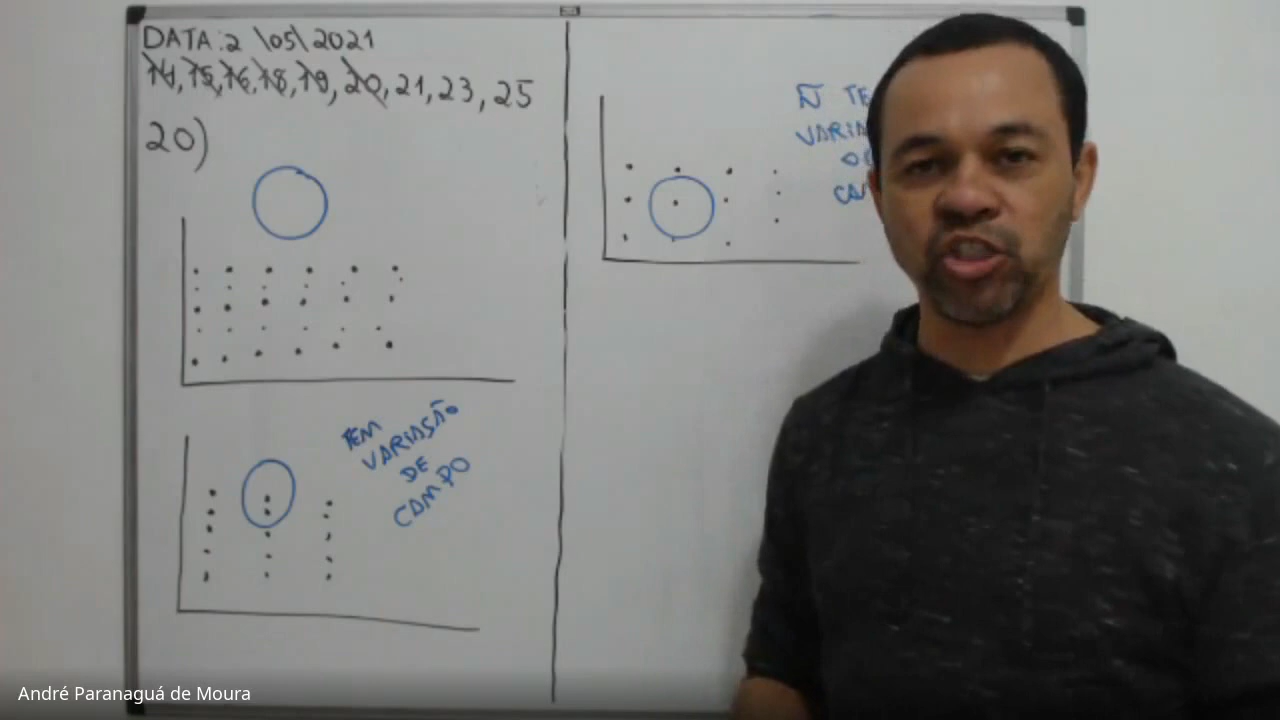 DATA: 2 \05\ 2021
14, 15, 16, 18, 19, 20, 21, 23, 25
20)
TEM
VARIASÃO
DE
CAMPO
Ñ
André Paranaguá de Moura